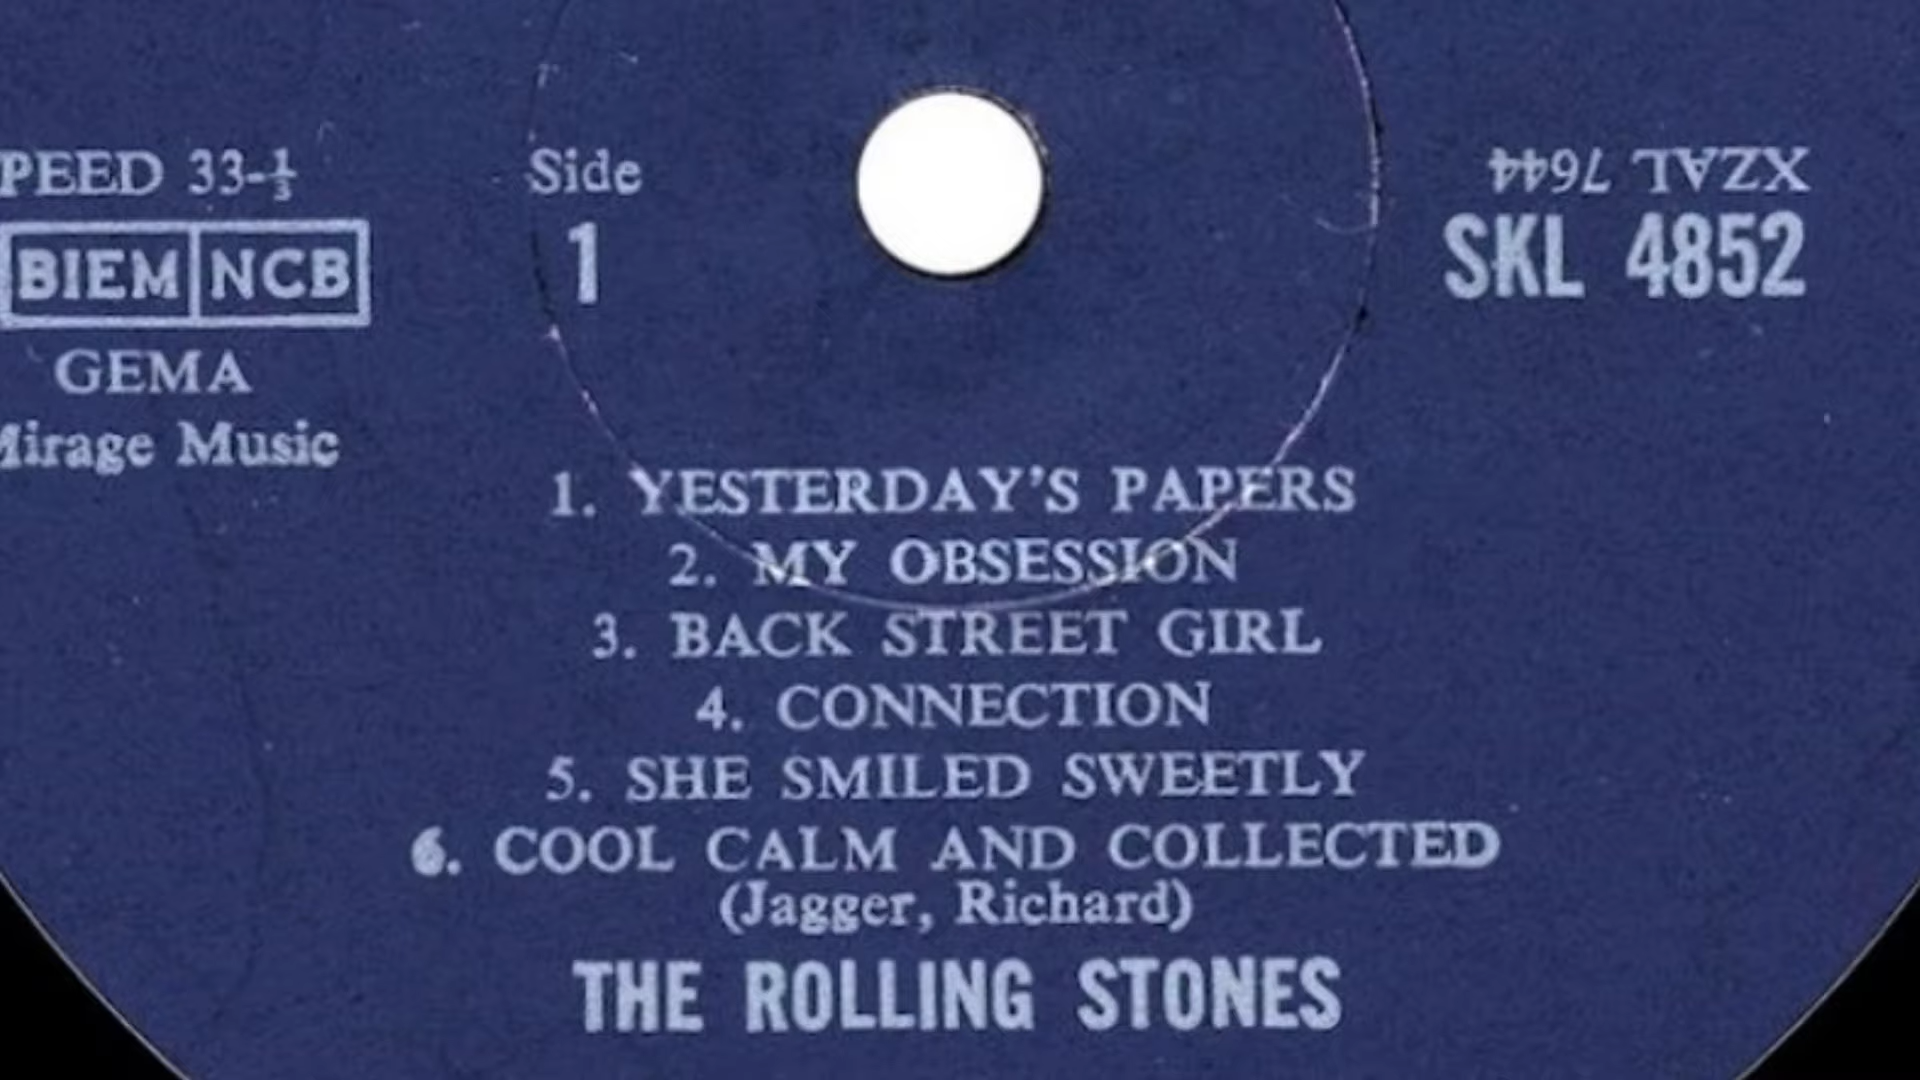 PEED 33-⅓
Side
1
XZAL 7644
SKL 4852
BIEM NCB
GEMA
Mirage Music
1. YESTERDAY'S PAPERS
2. MY OBSESSION
3. BACK STREET GIRL
4. CONNECTION
5. SHE SMILED SWEETLY
6. COOL CALM AND COLLECTED
(Jagger, Richard)
THE ROLLING STONES